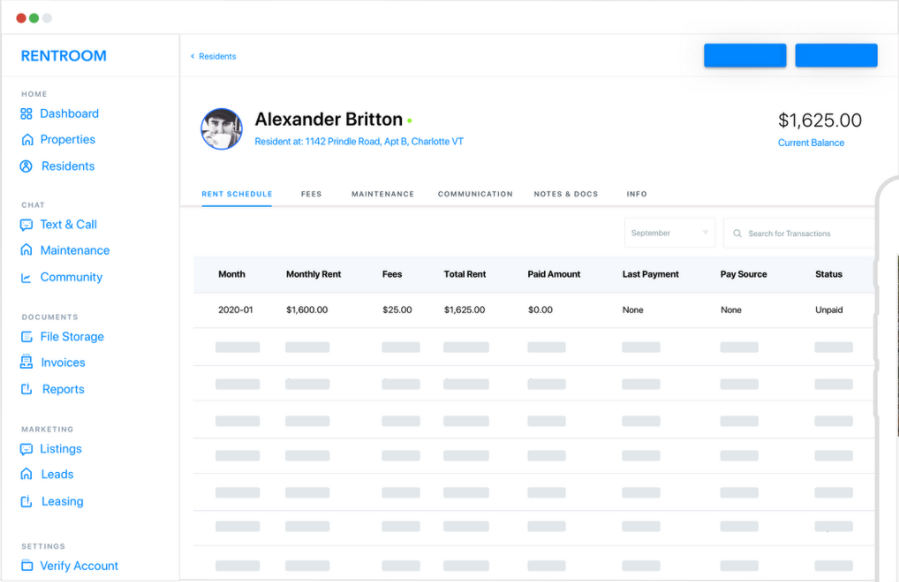 RENTROOM
HOME
Dashboard
Properties
Residents
CHAT
Text & Call
Maintenance
Community
DOCUMENTS
File Storage
Invoices
Reports
MARKETING
Listings
Leads
Leasing
SETTINGS
Verify Account
‹ Residents
Alexander Britton
Resident at: 1142 Prindle Road, Apt B, Charlotte VT
$1,625.00
Current Balance
RENT SCHEDULE FEES MAINTENANCE COMMUNICATION NOTES & DOCS INFO
September Search for Transactions
Month Monthly Rent Fees Total Rent Paid Amount Last Payment Pay Source Status
2020-01 $1,600.00 $25.00 $1,625.00 $0.00 None None Unpaid